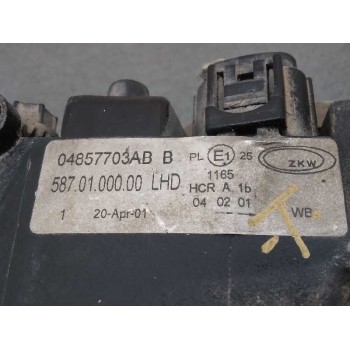 04857703AB B PL E1 25 ZKW
587.01.000.00 LHD 1165
HCR A 1b
04 02 01
1 20-Apr-01 WB